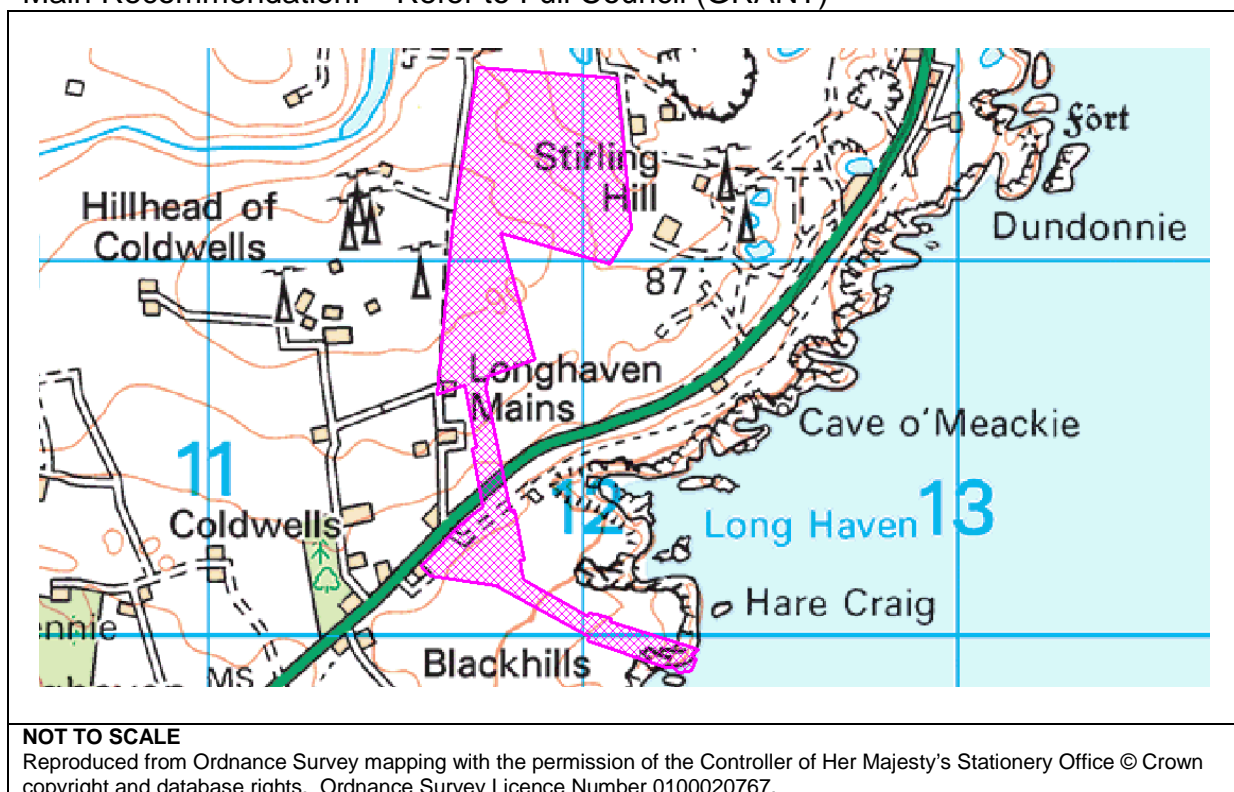 Main Recommendation: Refer to Full Council (GRANT)
fört
Stirling
Hill
Hillhead of
Coldwells
Dundonnie
87
90
Longhaven
Mains
Cave o'Meackie
11
12
Long Haven
13
Coldwells
Hare Craig
ennie
Blackhills
MS
NOT TO SCALE
Reproduced from Ordnance Survey mapping with the permission of the Controller of Her Majesty's Stationery Office © Crown
copyright and database rights. Ordnance Survey Licence Number 0100020767.